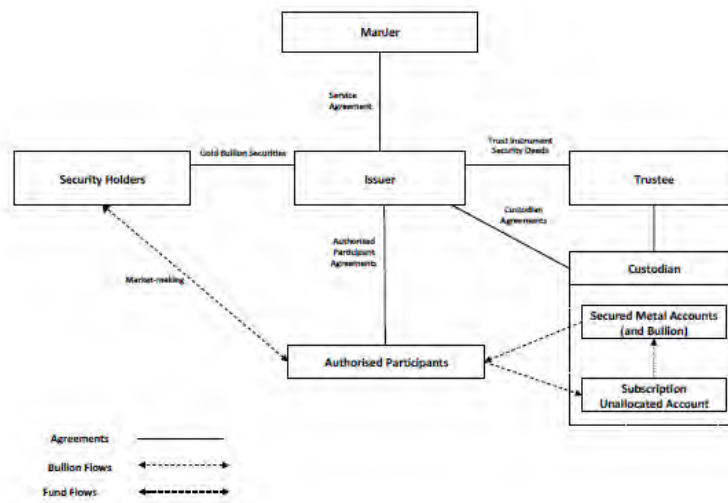 ManJer
Service
Agreement
Gold Bullion Securities
Trust Instrument
Security Deeds
Security Holders
Issuer
Trustee
Custodian
Agreements
Authorised
Participant
Agreements
Custodian
Market-making
Secured Metal Accounts
(and Bullion)
Authorised Participants
Subscription
Unallocated Account
Agreements
Bullion Flows
Fund Flows